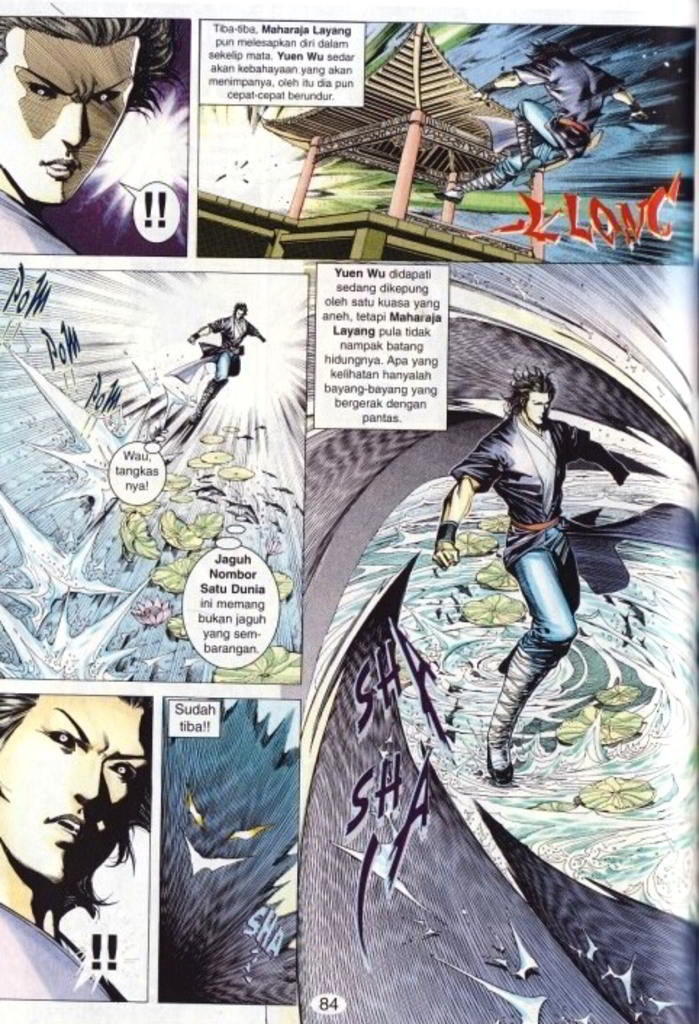 !!
Tiba-tiba, Maharaja Layang
pun melesapkan diri dalam
sekelip mata. Yuen Wu sedar
akan kebahayaan yang akan
menimpanya, oleh itu dia pun
cepat-cepat berundur.
LLONG
POM
POM
POM
Wau,
tangkas
nya!
Jaguh
Nombor
Satu Dunia
ini memang
bukan jaguh
yang sem-
barangan.
Yuen Wu didapati
sedang dikepung
oleh satu kuasa yang
aneh, tetapi Maharaja
Layang pula tidak
nampak batang
hidungnya. Apa yang
kelihatan hanyalah
bayang-bayang yang
bergerak dengan
pantas.
SHA
SHA
!!
Sudah
tiba!!
SHA
84